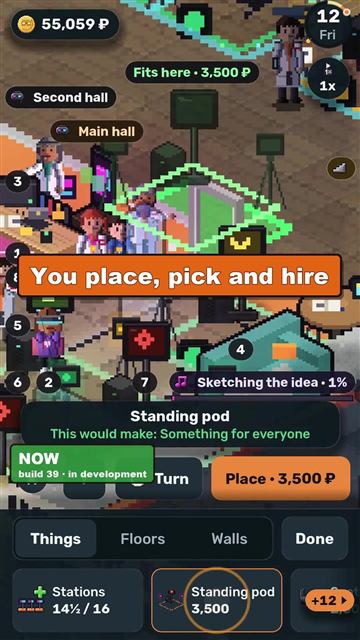 55,059 ₽
12
Fri
Fits here · 3,500 ₽
1x
Second hall
Main hall
3
You place, pick and hire
5
4
6
2
7
Sketching the idea · 1%
Standing pod
This would make: Something for everyone
NOW
build 39 · in development
Turn
Place · 3,500 ₽
Things
Floors
Walls
Done
Stations
14½ / 16
Standing pod
3,500
+12